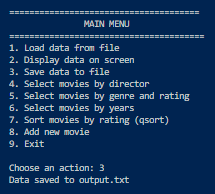 =====================================
MAIN MENU
======================================
1. Load data from file
2. Display data on screen
3. Save data to file
4. Select movies by director
5. Select movies by genre and rating
6. Select movies by years
7. Sort movies by rating (qsort)
8. Add new movie
9. Exit
Choose an action: 3
Data saved to output.txt